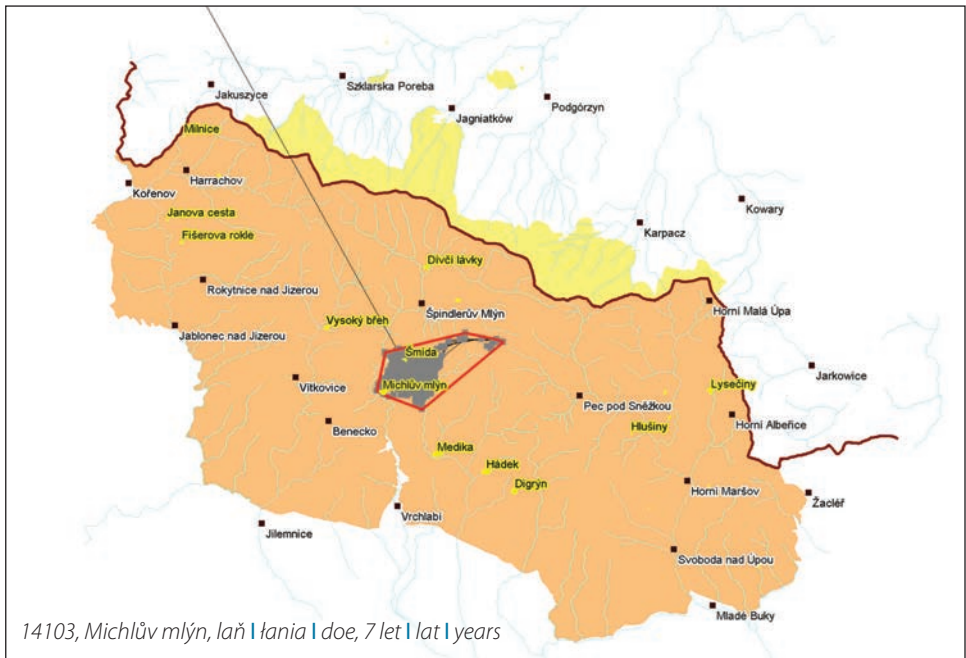 Szklarska Poreba
Jakuszyce
Podgórzyn
Jagniatków
Milnice
Harrachov
Kořenov
Kowary
Janova cesta
Karpacz
Fišerova rokle
Dívčí lávky
Rokytnice nad Jizerou
Špindlerův Mlýn
Horní Malá Úpa
Vysoký břeh
Jablonec nad Jizerou
Šmída
Jarkowice
Vítkovice
Michlův mlýn
Lysečiny
Pec pod Sněžkou
Horní Albeřice
Benecko
Hlušiny
Medika
Hádek
Digrýn
Horní Maršov
Žacléř
Vrchlabí
Jilemnice
Svoboda nad Úpou
Mladé Buky
14103, Michlův mlýn, laň I łania I doe, 7 let I lat I years